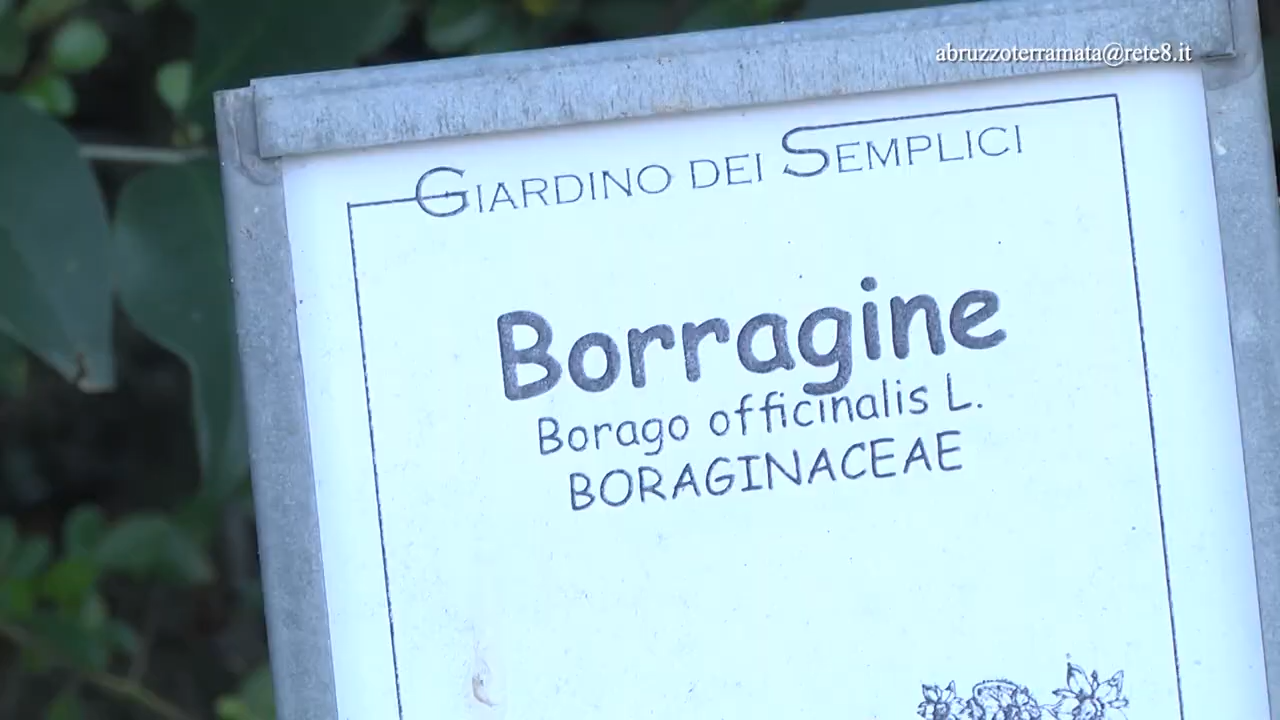 abruzzoterramata@rete8.it
GIARDINO DEI SEMPLICI
Borragine
Borago officinalis L.
BORAGINACEAE